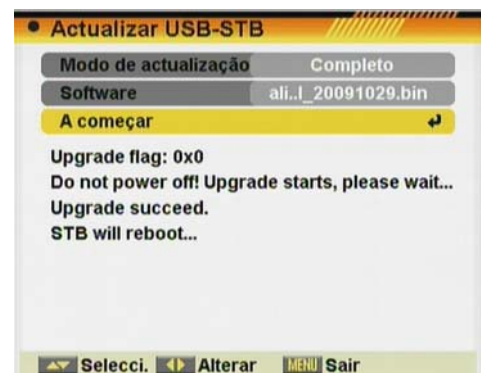 Actualizar USB-STB
Modo de actualização Completo
Software ali..l_20091029.bin
A começar
Upgrade flag: 0x0
Do not power off! Upgrade starts, please wait...
Upgrade succeed.
STB will reboot...
Selecci. Alterar MENU Sair